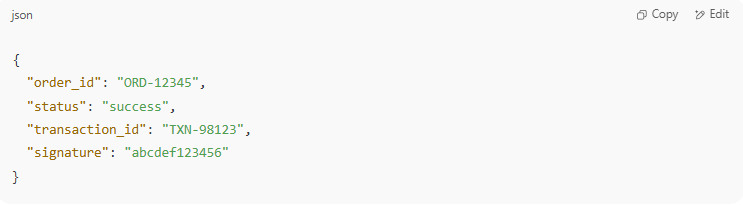 json
Copy
Edit
{
"order_id": "ORD-12345",
"status": "success",
"transaction_id": "TXN-98123",
"signature": "abcdef123456"
}